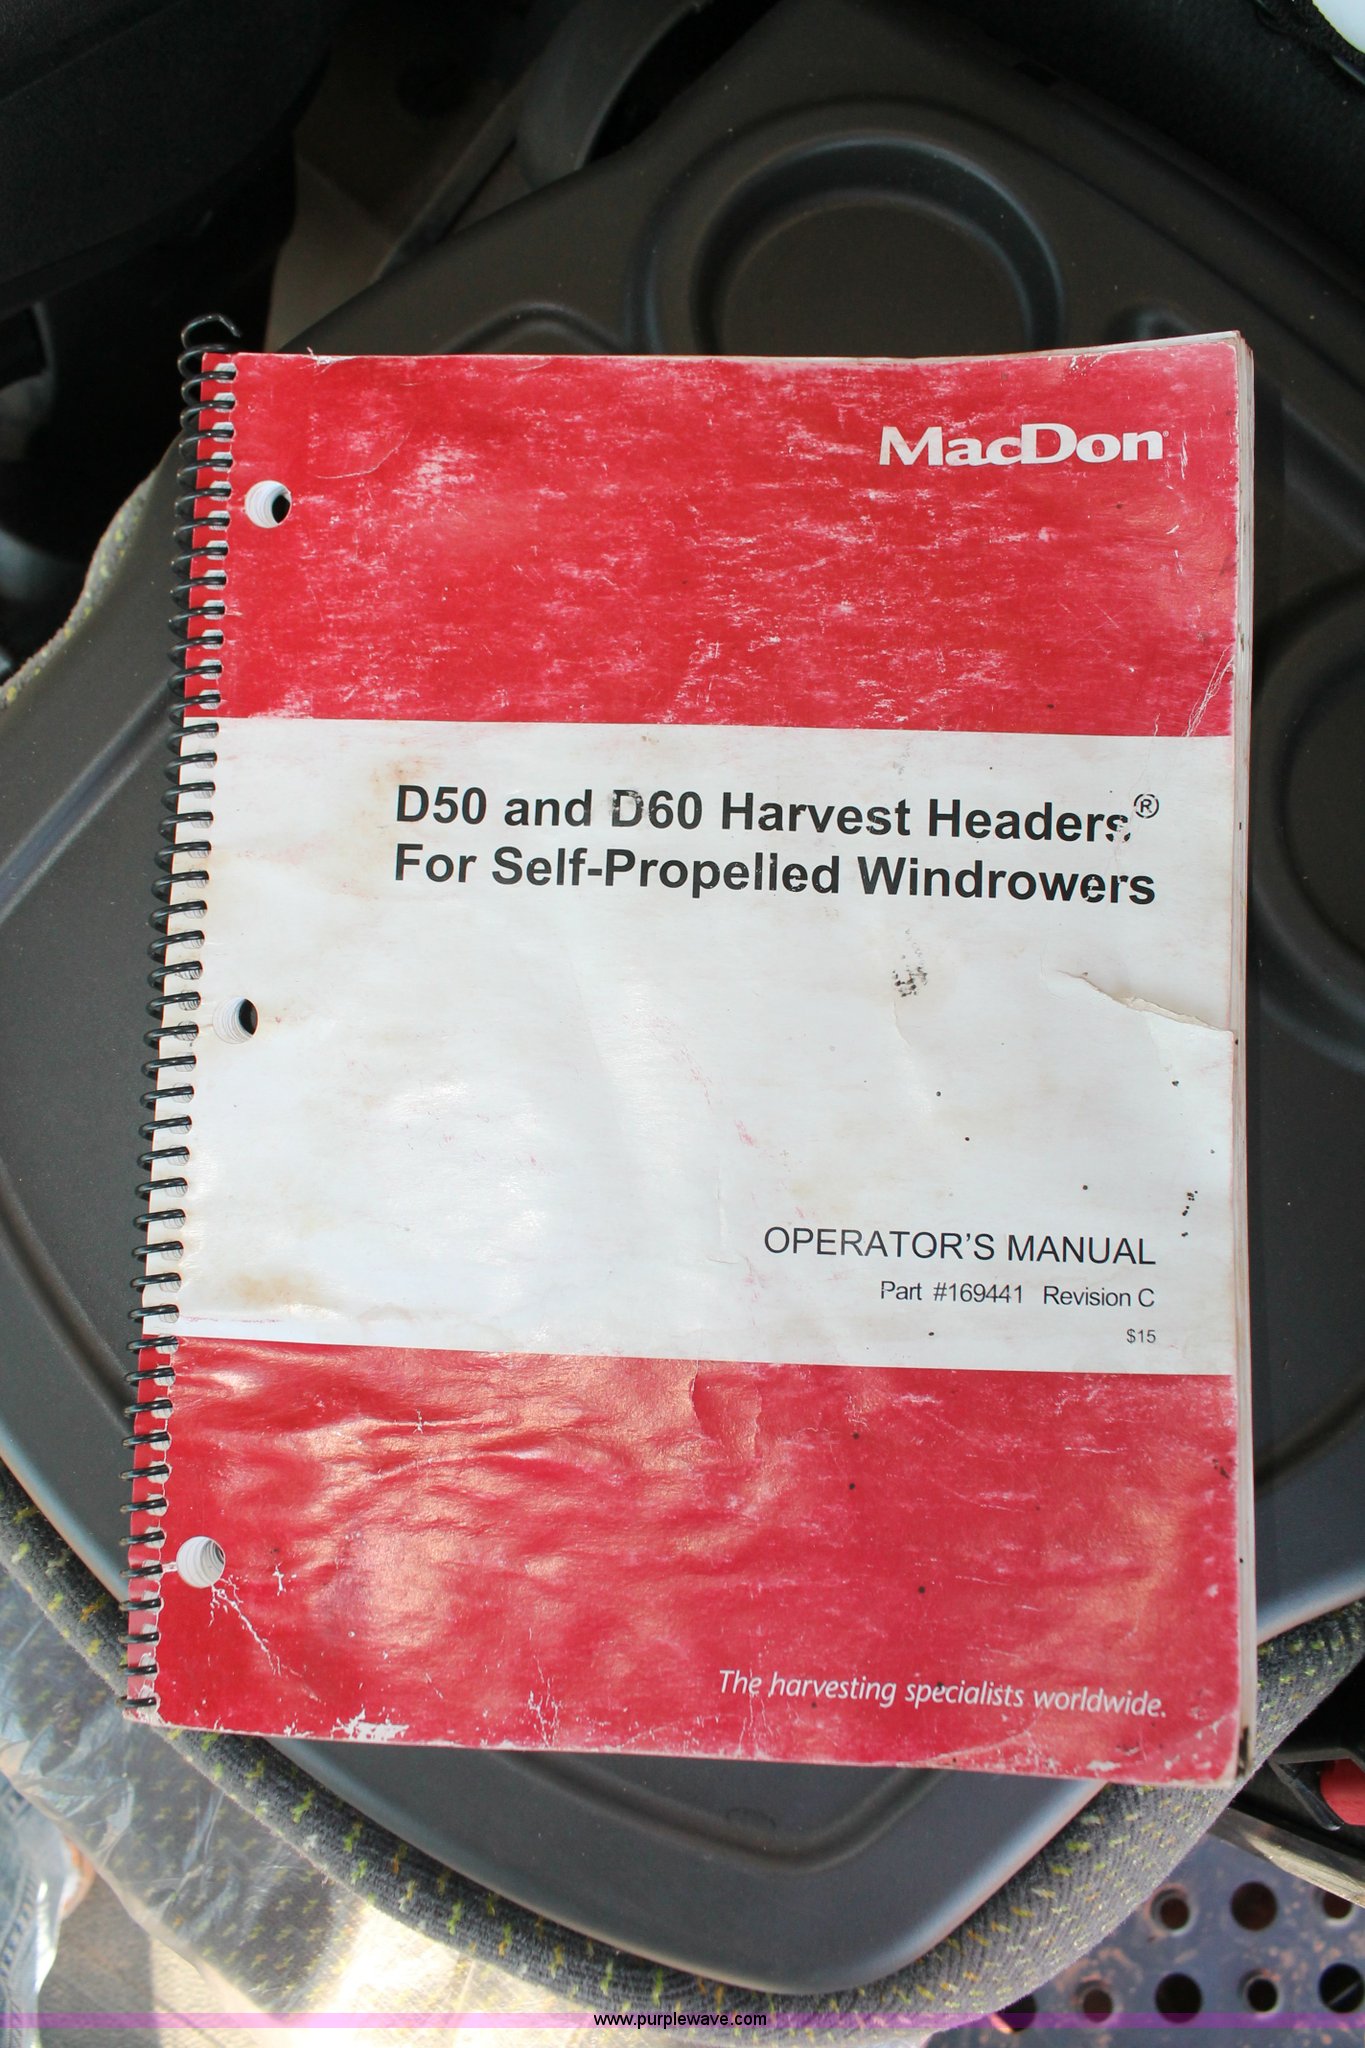 MacDon®
D50 and D60 Harvest Headers®
For Self-Propelled Windrowers
OPERATOR'S MANUAL
Part #169441 Revision C
$15
The harvesting specialists worldwide.
www.purplewave.com